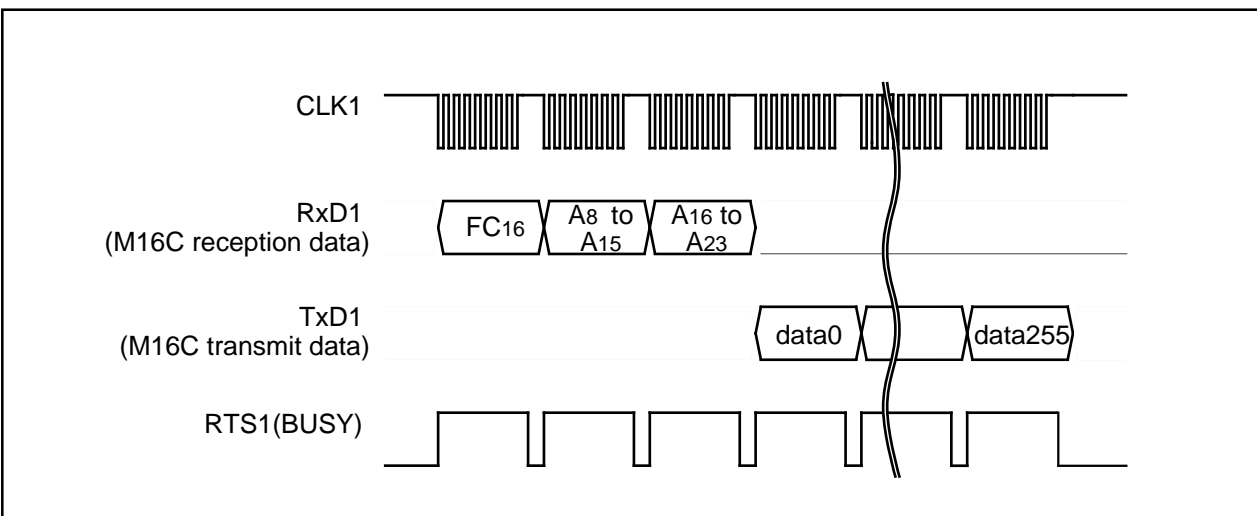 CLK1
RxD1
(M16C reception data)
FC16
A8 to
A15
A16 to
A23
TxD1
(M16C transmit data)
data0
data255
RTS1(BUSY)